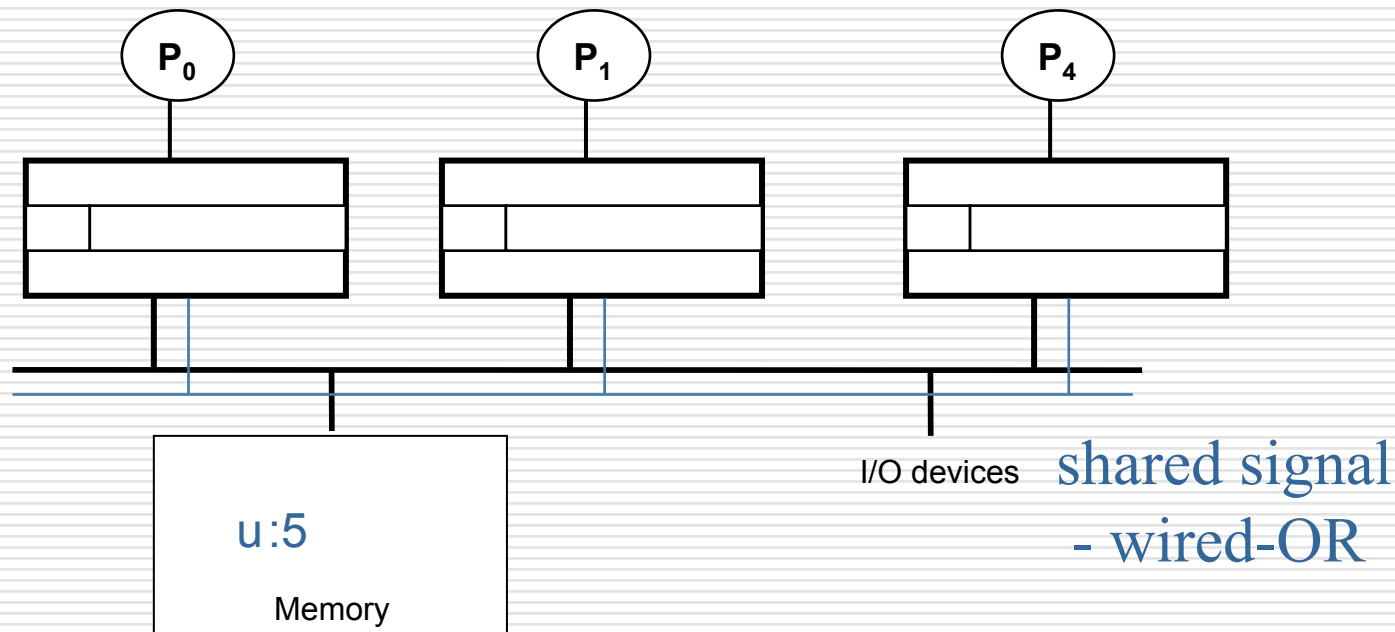 P₀
P₁
P₄
I/O devices
shared signal
- wired-OR
u:5
Memory